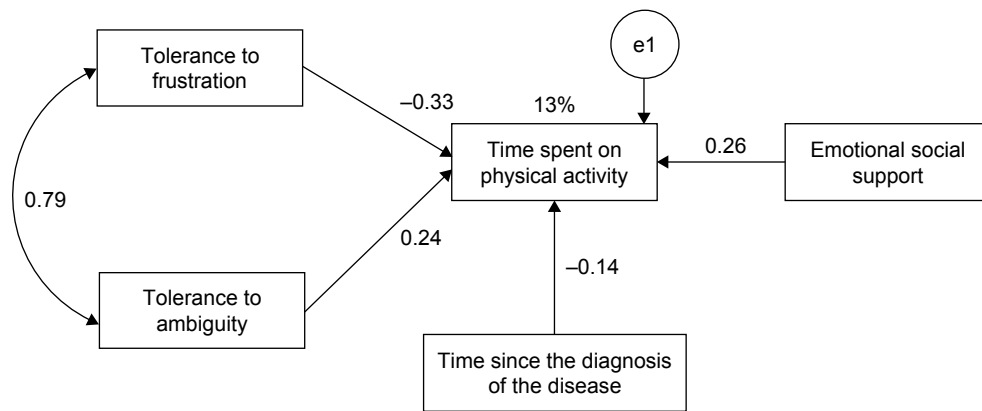 Tolerance to
frustration
e1
–0.33
13%
Time spent on
physical activity
0.26
Emotional social
support
0.79
0.24
–0.14
Tolerance to
ambiguity
Time since the diagnosis
of the disease